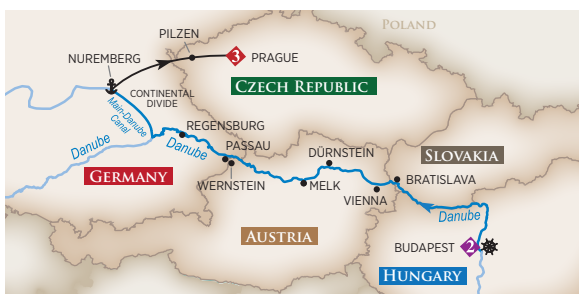 POLAND
PILZEN
NUREMBERG
3
PRAGUE
CZECH REPUBLIC
CONTINENTAL
DIVIDE
Main-Danube
Canal
REGENSBURG
Danube
Danube
PASSAU
DÜRNSTEIN
SLOVAKIA
GERMANY
WERNSTEIN
MELK
BRATISLAVA
VIENNA
Danube
AUSTRIA
BUDAPEST
2
HUNGARY